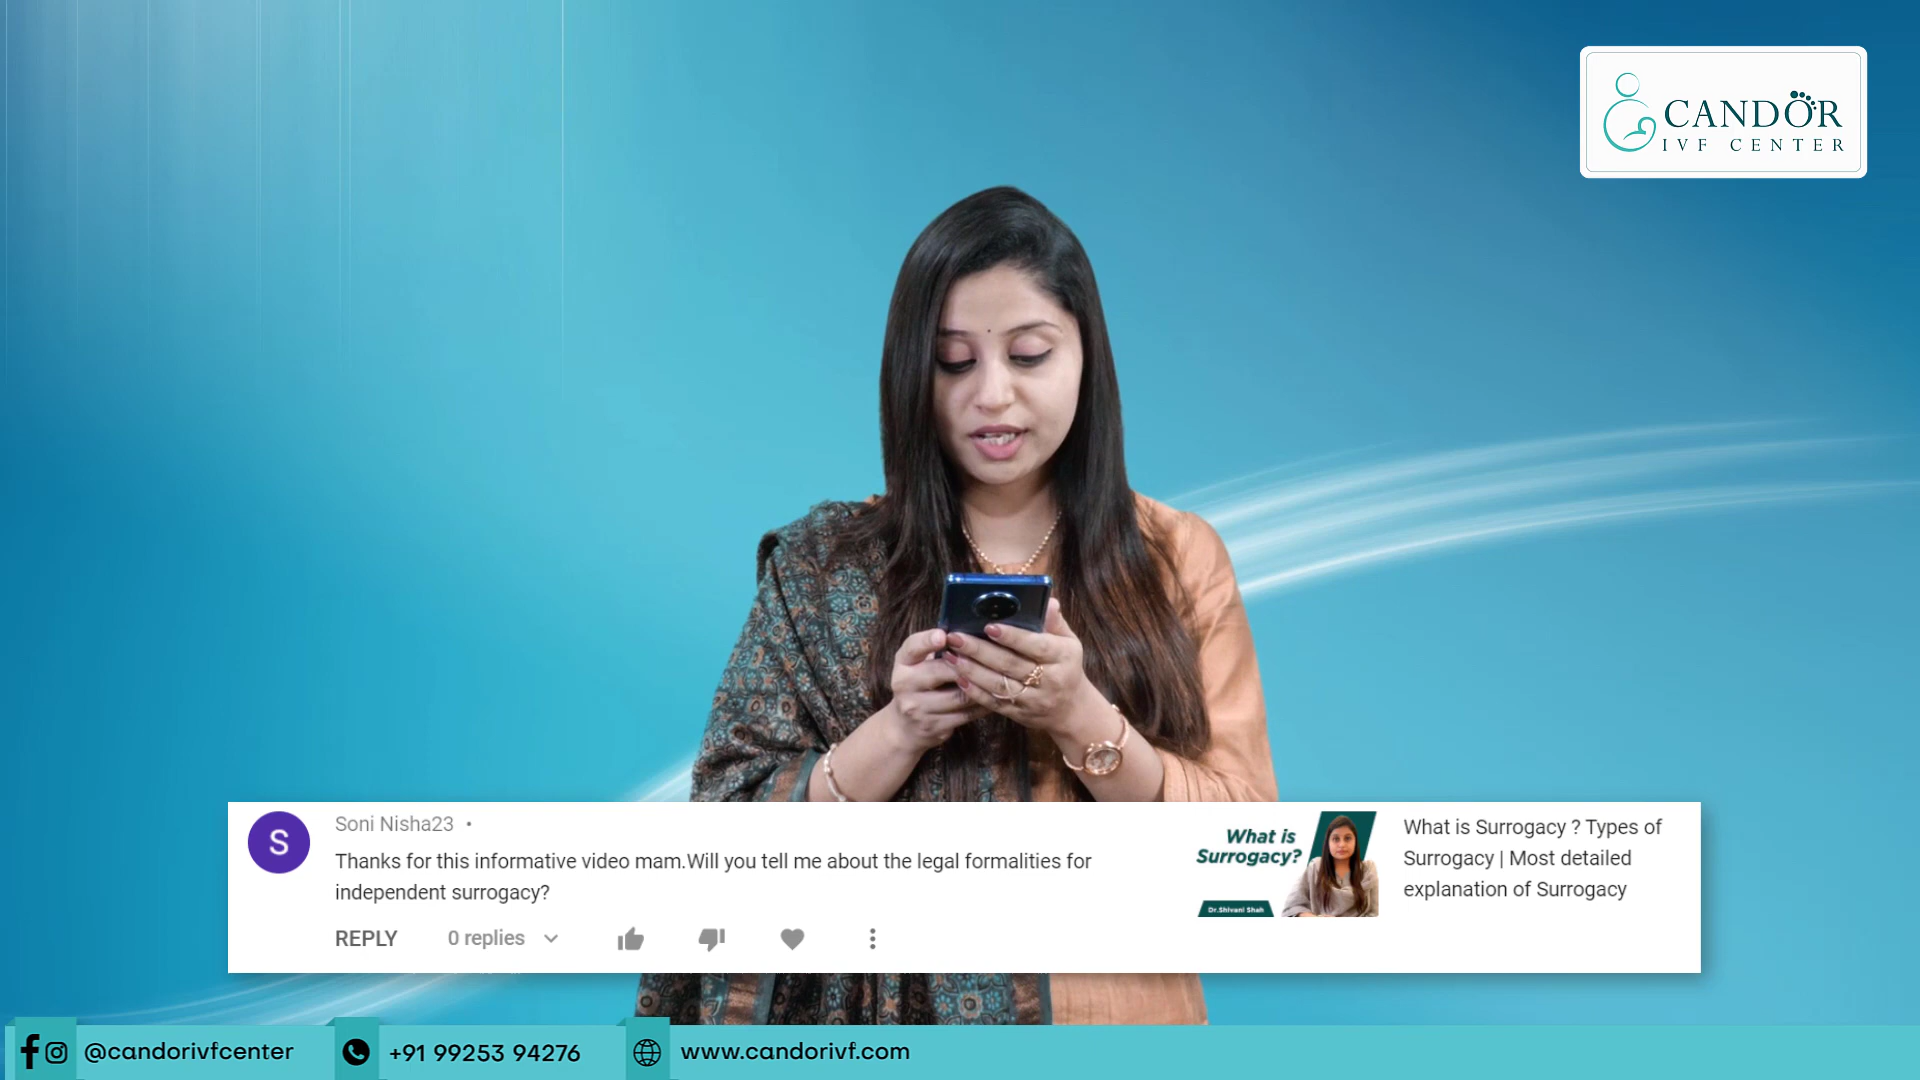 CANDOR
IVF CENTER
S
Soni Nisha23 •
Thanks for this informative video mam.Will you tell me about the legal formalities for
independent surrogacy?
REPLY 0 replies
What is
Surrogacy?
Dr.Shivani Shah
What is Surrogacy ? Types of
Surrogacy | Most detailed
explanation of Surrogacy
@candorivfcenter +91 99253 94276 www.candorivf.com